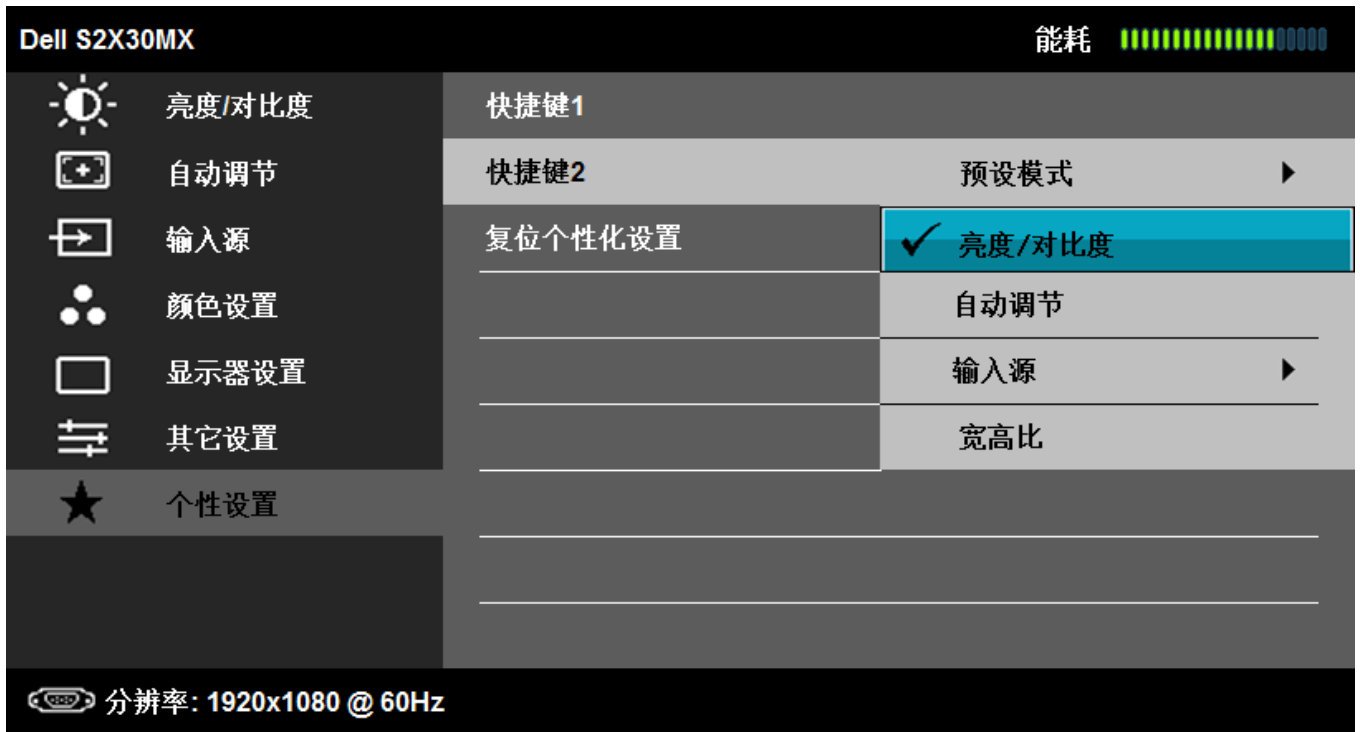 Dell S2X30MX 能耗
亮度/对比度 快捷键1
自动调节 快捷键2 预设模式
输入源 复位个性化设置 亮度/对比度
颜色设置 自动调节
显示器设置 输入源
其它设置 宽高比
个性设置
分辨率: 1920x1080 @ 60Hz